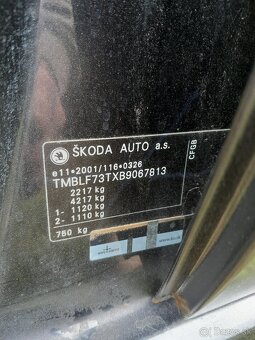 ŠKODA AUTO a.s.
e11*2001/116*0326
TMBLF73TXB9067813
2217 kg
4217 kg
1- 1120 kg
2- 1110 kg
750 kg
CFGB